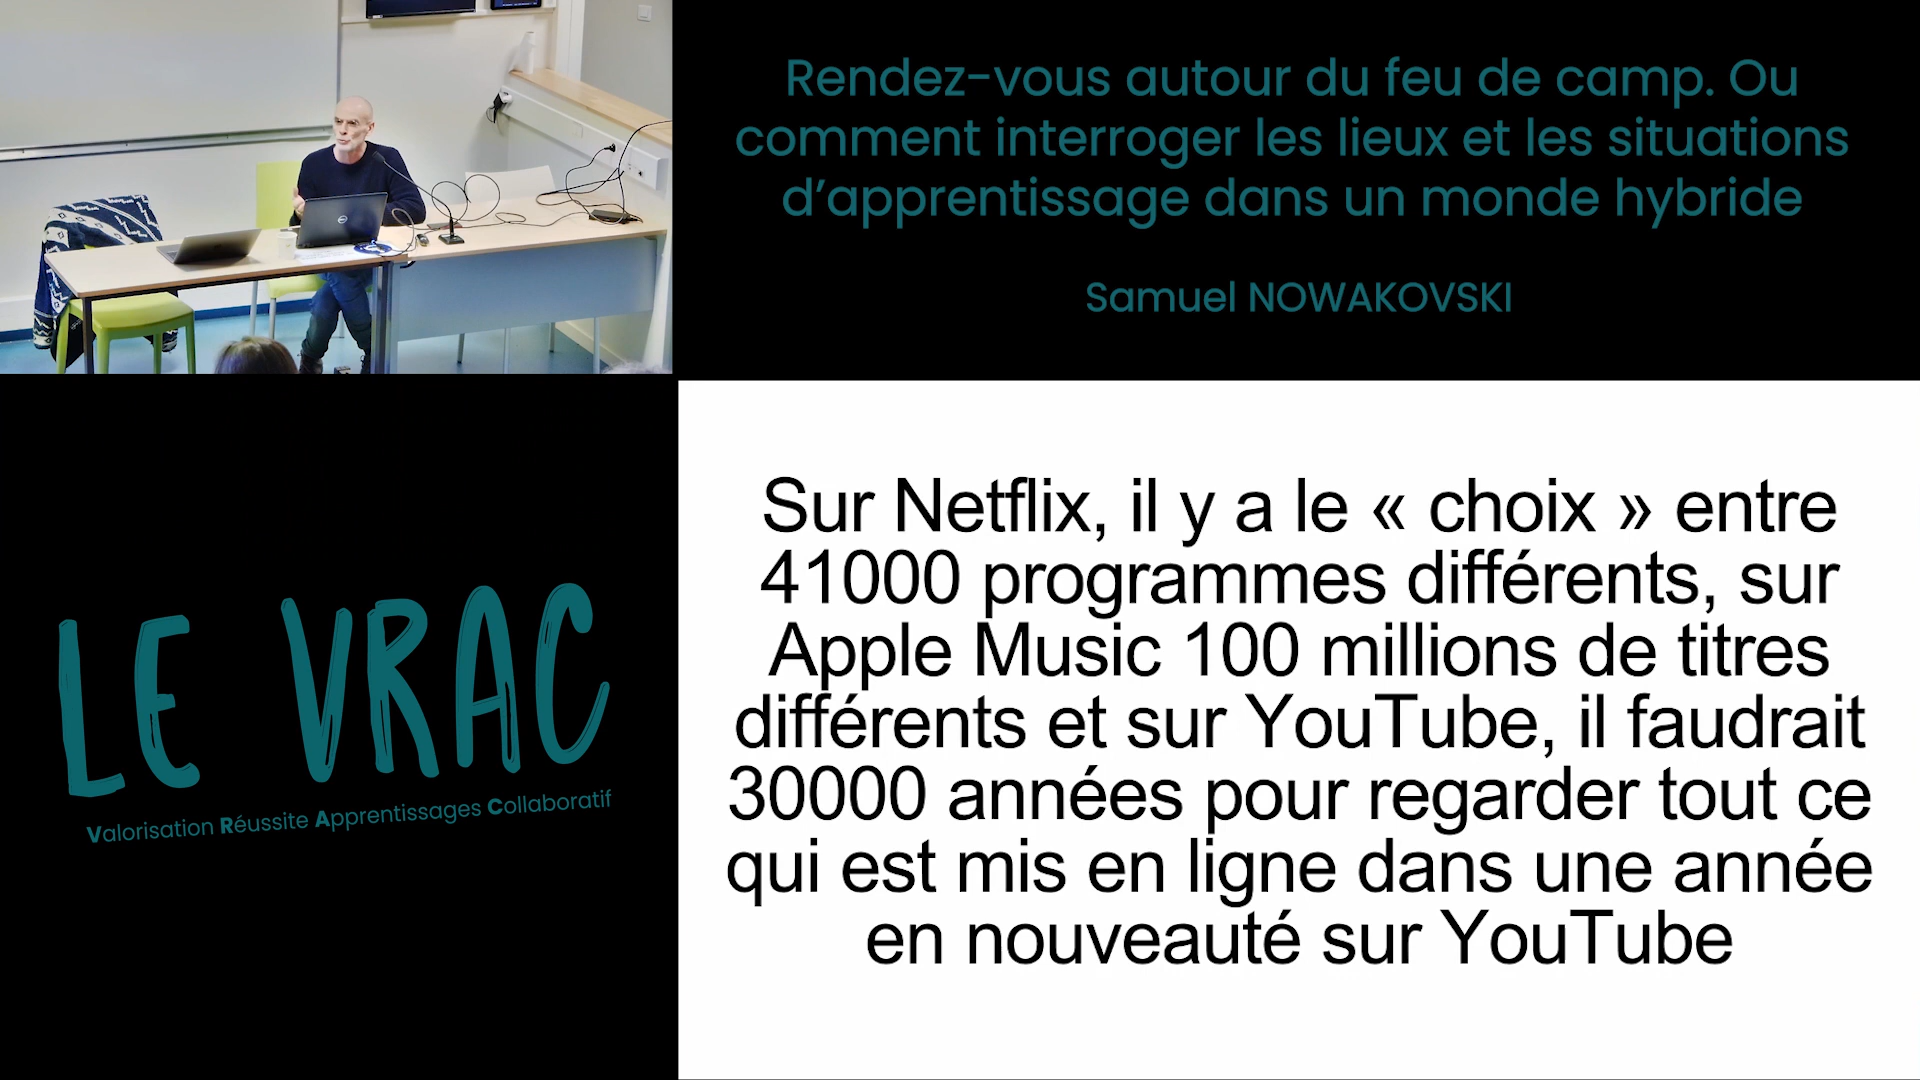 Rendez-vous autour du feu de camp. Ou
comment interroger les lieux et les situations
d’apprentissage dans un monde hybride
Samuel NOWAKOVSKI
LE VRAC
Valorisation Réussite Apprentissages Collaboratif
Sur Netflix, il y a le « choix » entre
41000 programmes différents, sur
Apple Music 100 millions de titres
différents et sur YouTube, il faudrait
30000 années pour regarder tout ce
qui est mis en ligne dans une année
en nouveauté sur YouTube